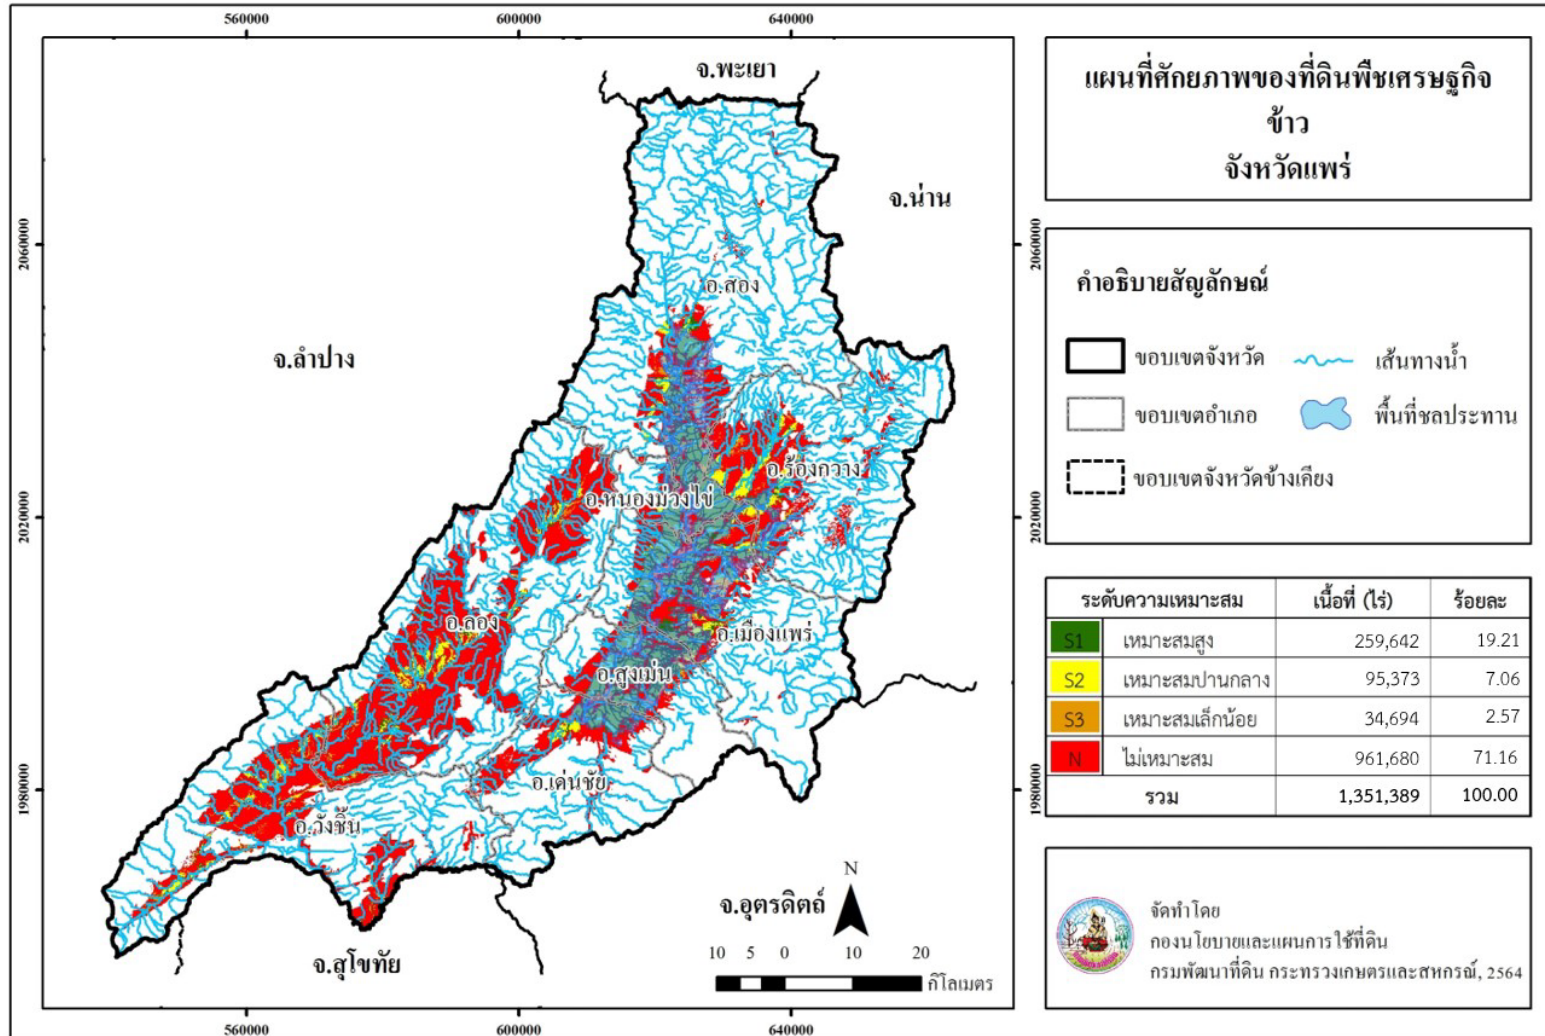 560000
600000
640000
แผนที่ศักยภาพของที่ดินพืชเศรษฐกิจ
ข้าว
จังหวัดแพร่
จ.พะเยา
จ.น่าน
2060000
2060000
คำอธิบายสัญลักษณ์
อ.สอง
จ.ลำปาง
ขอบเขตจังหวัด
เส้นทางน้ำ
ขอบเขตอำเภอ
พื้นที่ชลประทาน
ขอบเขตจังหวัดข้างเคียง
อ.ร้องกวาง
อ.หนองม่วงไข่
2020000
2020000
ระดับความเหมาะสม เนื้อที่ (ไร่) ร้อยละ
S1 เหมาะสมสูง 259,642 19.21
S2 เหมาะสมปานกลาง 95,373 7.06
S3 เหมาะสมเล็กน้อย 34,694 2.57
N ไม่เหมาะสม 961,680 71.16
รวม 1,351,389 100.00
อ.ลอง
อ.เมืองแพร่
อ.สูงเม่น
1980000
1980000
อ.เด่นชัย
อ.วังชิ้น
N
จ.อุตรดิตถ์
จ.สุโขทัย
10 5 0 10 20
กิโลเมตร
จัดทำโดย
กองนโยบายและแผนการใช้ที่ดิน
กรมพัฒนาที่ดิน กระทรวงเกษตรและสหกรณ์, 2564
560000
600000
640000